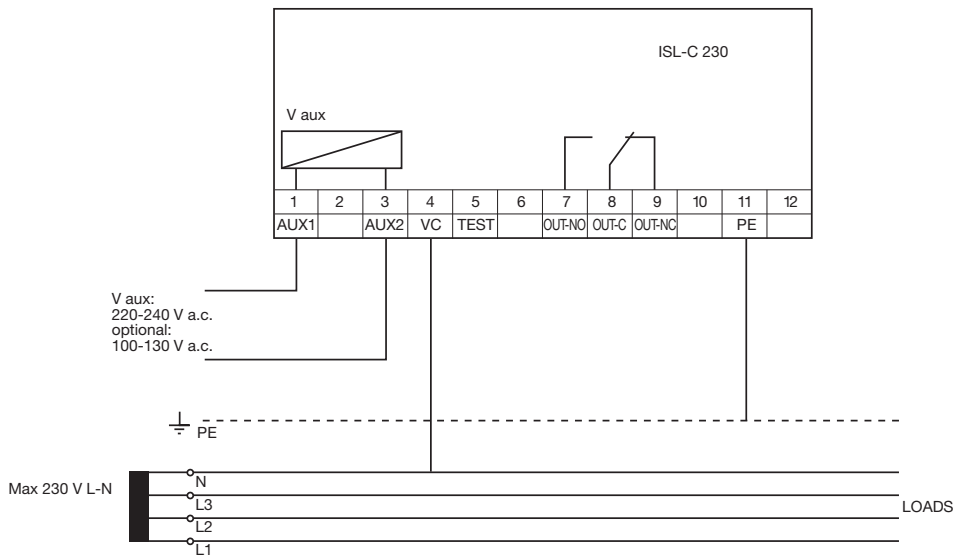 ISL-C 230
V aux
1 2 3 4 5 6 7 8 9 10 11 12
AUX1 AUX2 VC TEST OUT-NO OUT-C OUT-NC PE
V aux:
220-240 V a.c.
optional:
100-130 V a.c.
PE
Max 230 V L-N
N
L3
LOADS
L2
L1